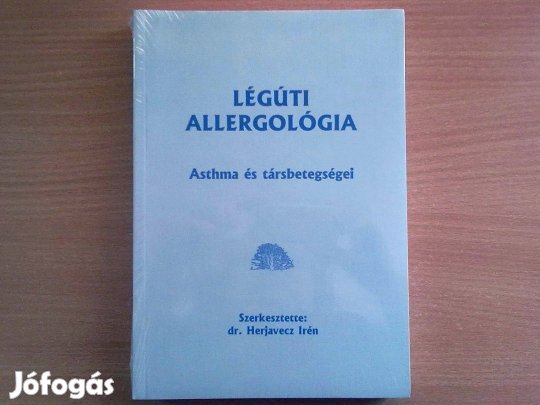 LÉGÚTI
ALLERGOLÓGIA
Asthma és társbetegségei
Szerkesztette:
dr. Herjavecz Irén
Jófogás